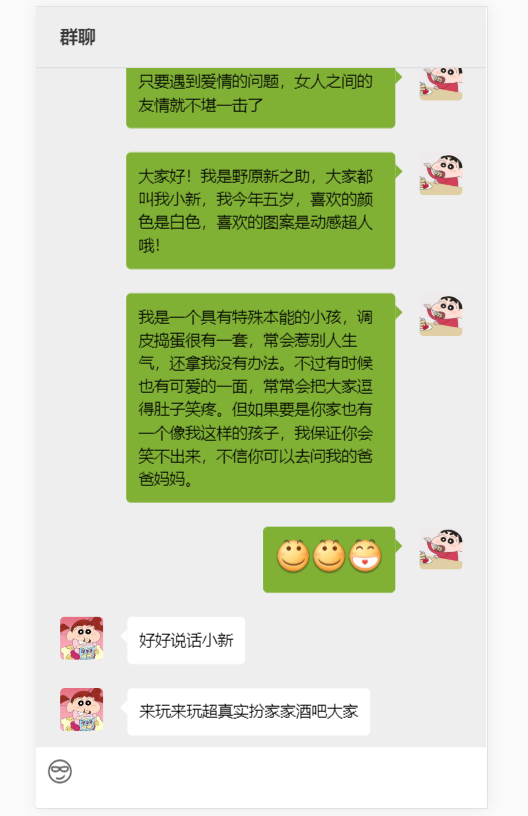 群聊
只要遇到爱情的问题，女人之间的
友情就不堪一击了
大家好！我是野原新之助，大家都
叫我小新，我今年五岁，喜欢的颜
色是白色，喜欢的图案是动感超人
哦！
我是一个具有特殊本能的小孩，调
皮捣蛋很有一套，常会惹别人生
气，还拿我没有办法。不过有时候
也有可爱的一面，常常会把大家逗
得肚子笑疼。但如果要是你家也有
一个像我这样的孩子，我保证你会
笑不出来，不信你可以去问我的爸
爸妈妈。
好好说话小新
来玩来玩超真实扮家家酒吧大家